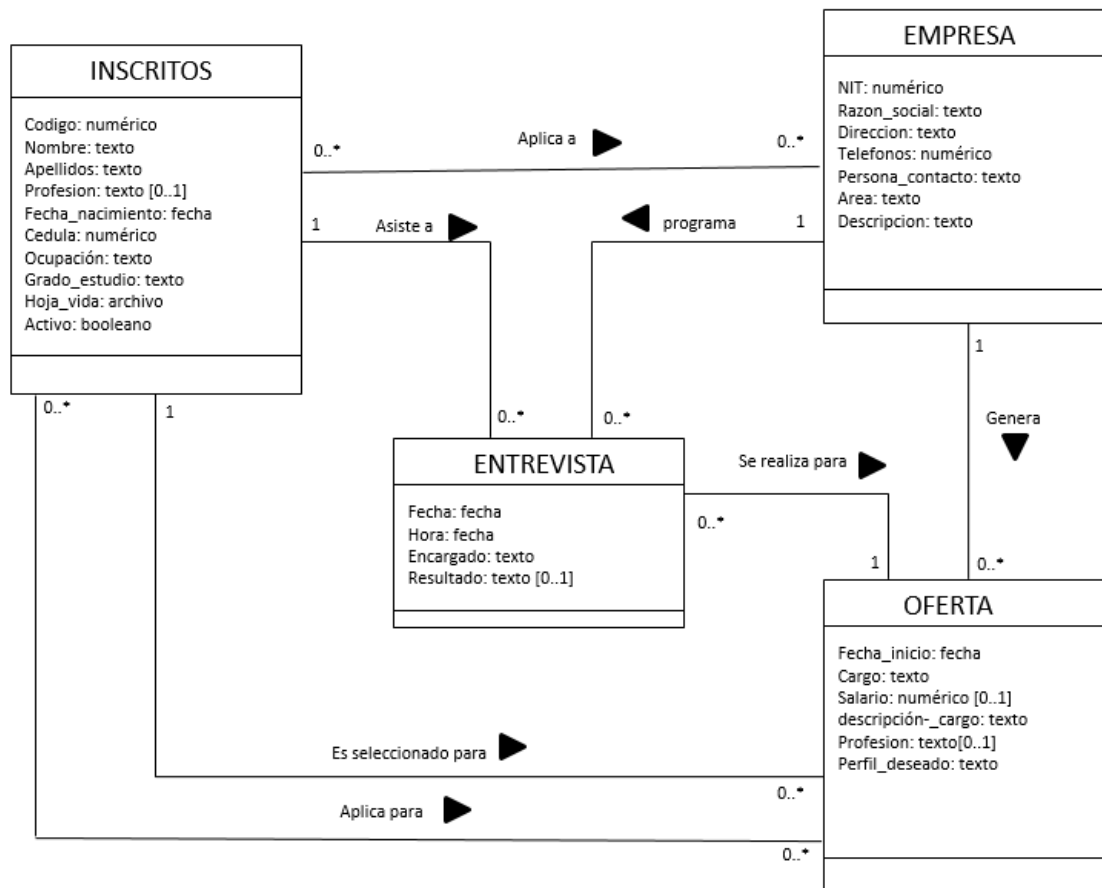 INSCRITOS
Codigo: numérico
Nombre: texto
Apellidos: texto
Profesion: texto [0..1]
Fecha_nacimiento: fecha
Cedula: numérico
Ocupación: texto
Grado_estudio: texto
Hoja_vida: archivo
Activo: booleano
EMPRESA
NIT: numérico
Razon_social: texto
Direccion: texto
Telefonos: numérico
Persona_contacto: texto
Area: texto
Descripcion: texto
0..*
Aplica a
0..*
1
Asiste a
programa
1
0..*
1
0..*
0..*
1
Genera
ENTREVISTA
Fecha: fecha
Hora: fecha
Encargado: texto
Resultado: texto [0..1]
Se realiza para
0..*
1
0..*
OFERTA
Fecha_inicio: fecha
Cargo: texto
Salario: numérico [0..1]
descripción-_cargo: texto
Profesion: texto[0..1]
Perfil_deseado: texto
Es seleccionado para
0..*
Aplica para
0..*